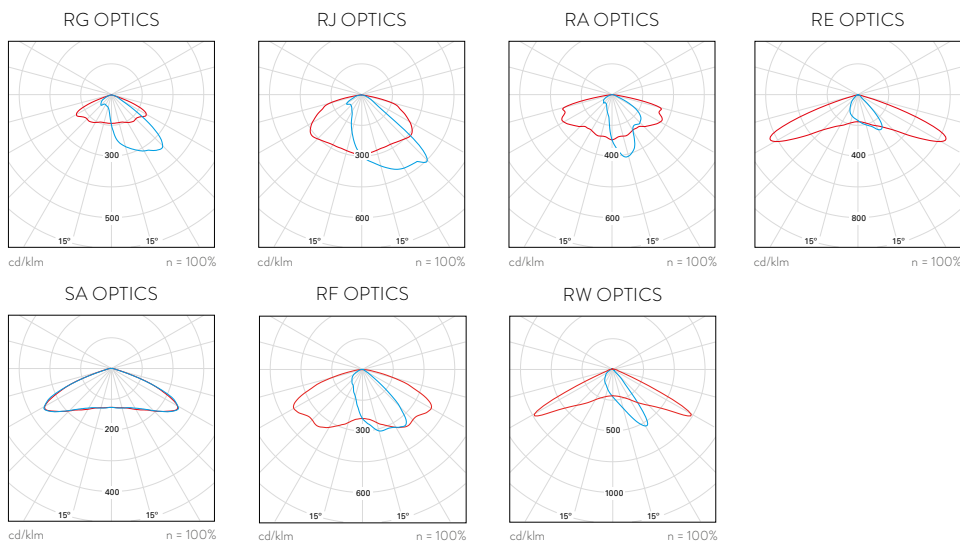 RG OPTICS
300
500
15° 15°
cd/klm n = 100%
RJ OPTICS
300
600
15° 15°
cd/klm n = 100%
RA OPTICS
400
600
15° 15°
cd/klm n = 100%
RE OPTICS
400
800
15° 15°
cd/klm n = 100%
SA OPTICS
200
400
15° 15°
cd/klm n = 100%
RF OPTICS
300
600
15° 15°
cd/klm n = 100%
RW OPTICS
500
1000
15° 15°
cd/klm n = 100%